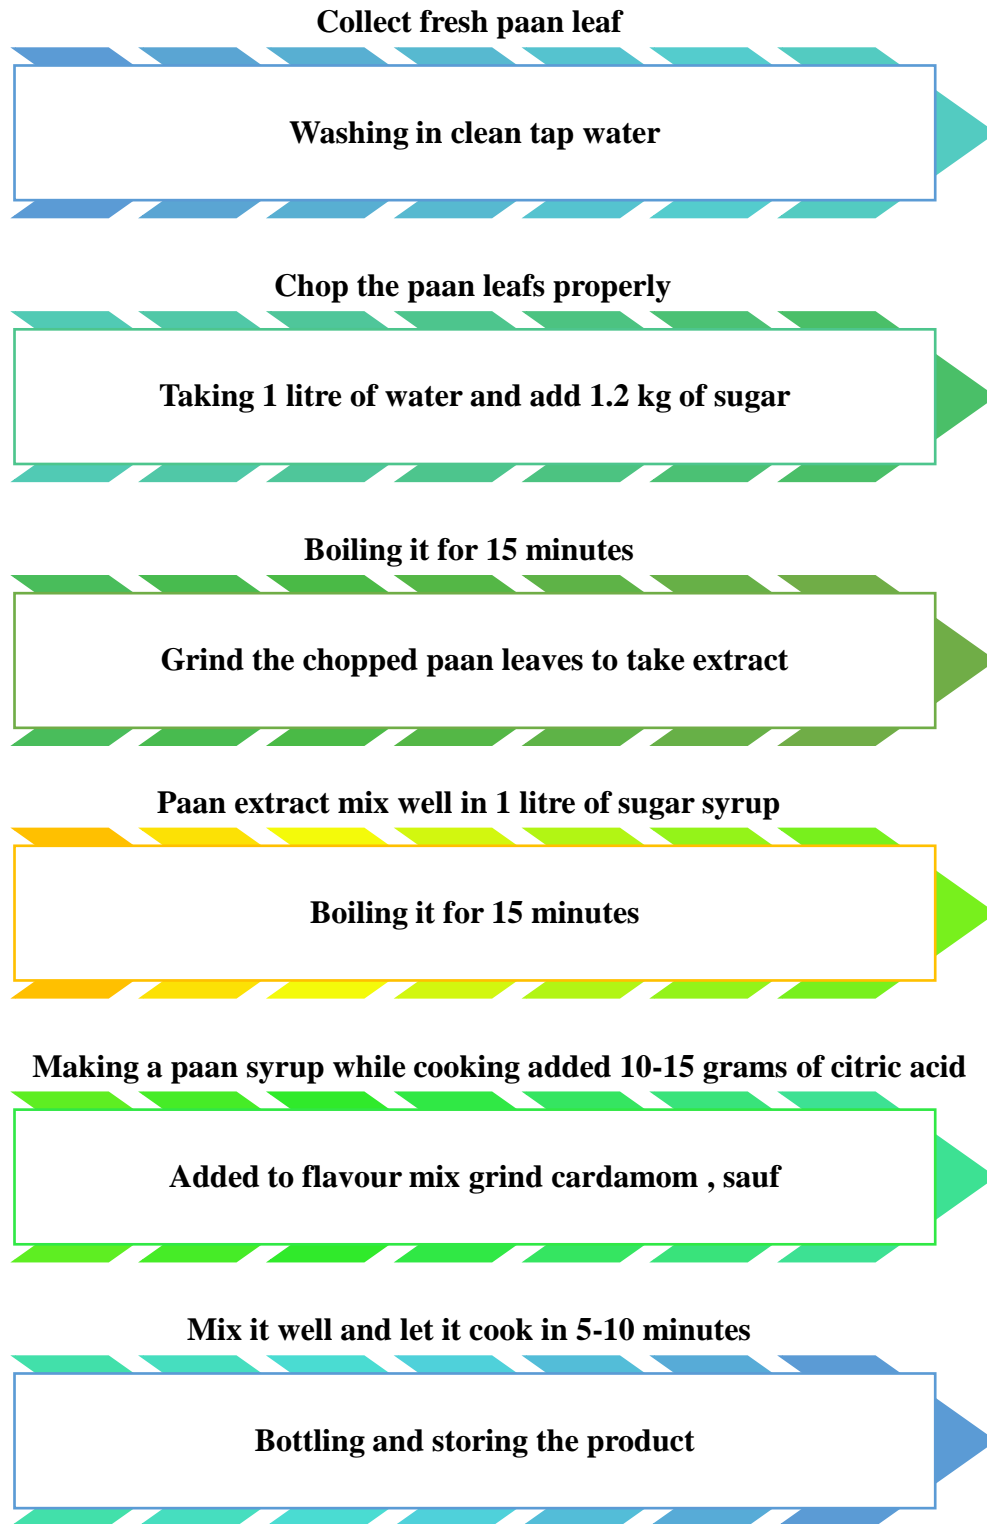 Collect fresh paan leaf
Washing in clean tap water
Chop the paan leafs properly
Taking 1 litre of water and add 1.2 kg of sugar
Boiling it for 15 minutes
Grind the chopped paan leaves to take extract
Paan extract mix well in 1 litre of sugar syrup
Boiling it for 15 minutes
Making a paan syrup while cooking added 10-15 grams of citric acid
Added to flavour mix grind cardamom , sauf
Mix it well and let it cook in 5-10 minutes
Bottling and storing the product